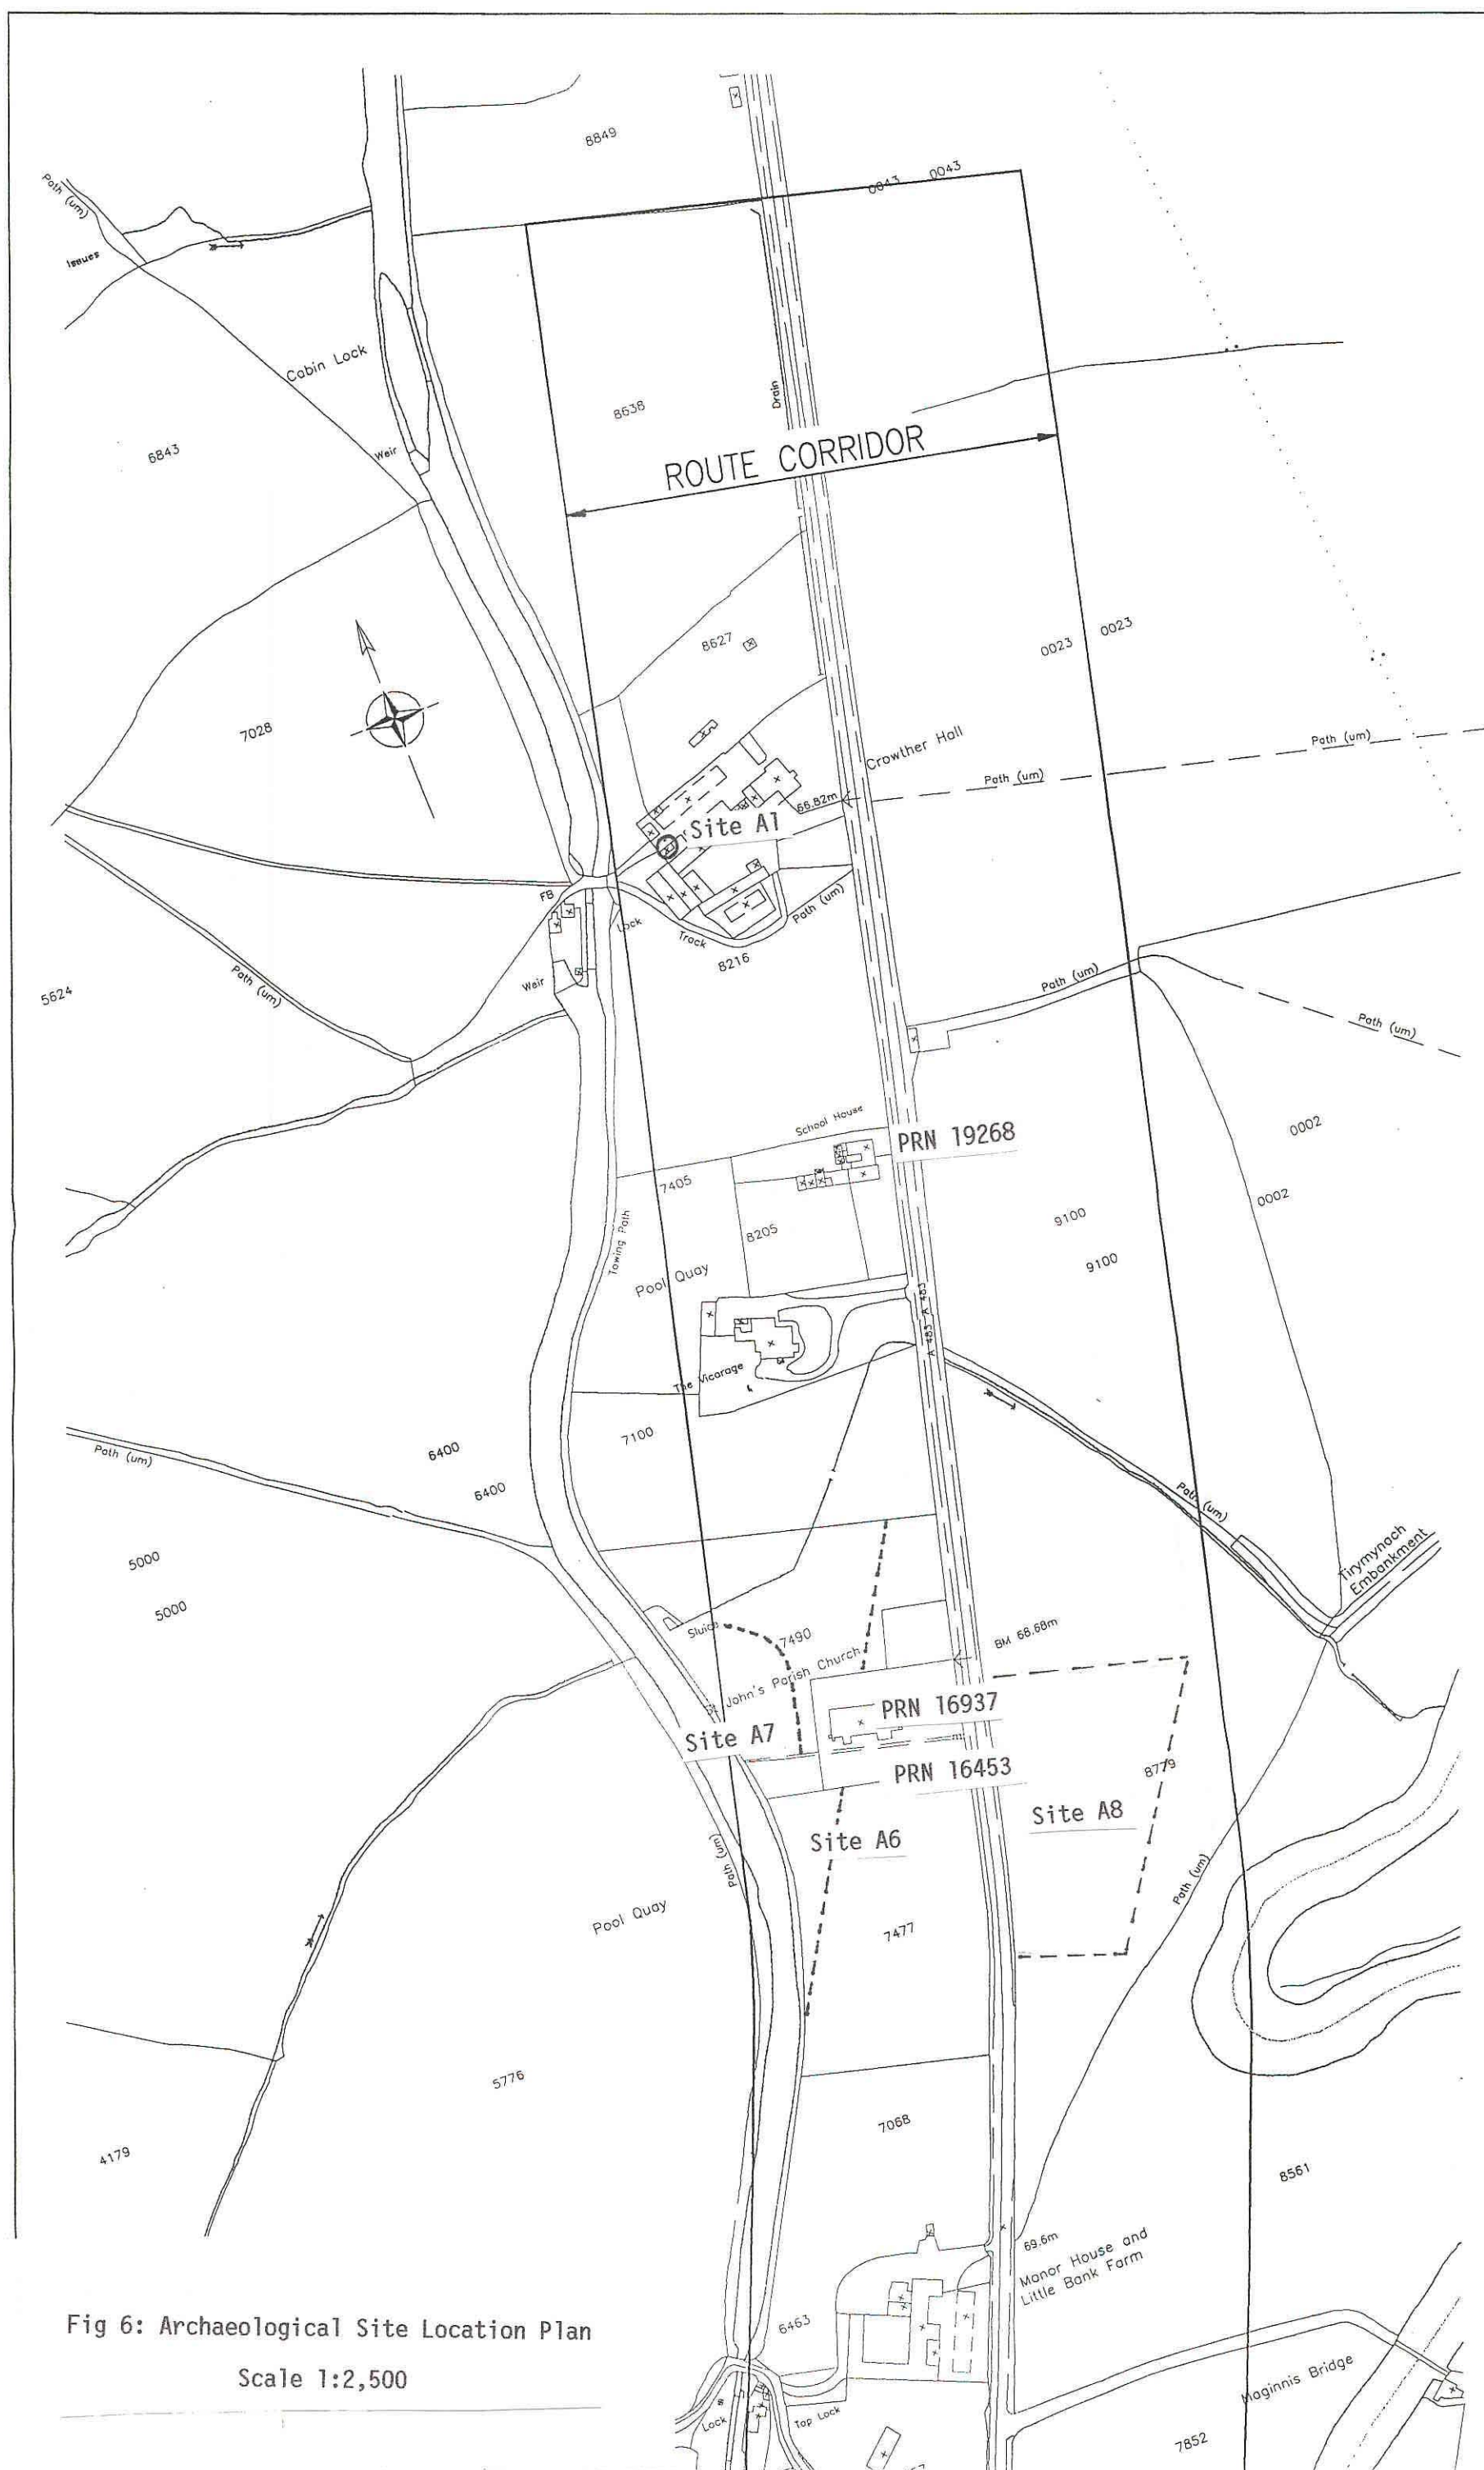 8849
0043 0043
Path (um)
Issues
Drain
Cabin Lock
8638
6843
Weir
ROUTE CORRIDOR
8627
0023 0023
7028
Crowther Hall
Path (um)
Path (um)
66.82m
Site A1
FB
Lock
Track
Path (um)
8216
Weir
Path (um)
5624
Path (um)
Path (um)
School House
PRN 19268
0002
7405
0002
9100
8205
Towing Path
9100
Pool Quay
A 483 A 483
The Vicarage
7100
Path (um)
6400
6400
Path (um)
5000
Tirymynach
Embankment
5000
Sluice
7490
BM 68.68m
John's Parish Church
PRN 16937
Site A7
PRN 16453
8779
Site A8
Site A6
Path (um)
Path (um)
Pool Quay
7477
5776
7068
4179
8561
69.6m
Manor House and
Little Bank Farm
6463
Fig 6: Archaeological Site Location Plan
Scale 1:2,500
Maginnis Bridge
Lock
Top Lock
7852